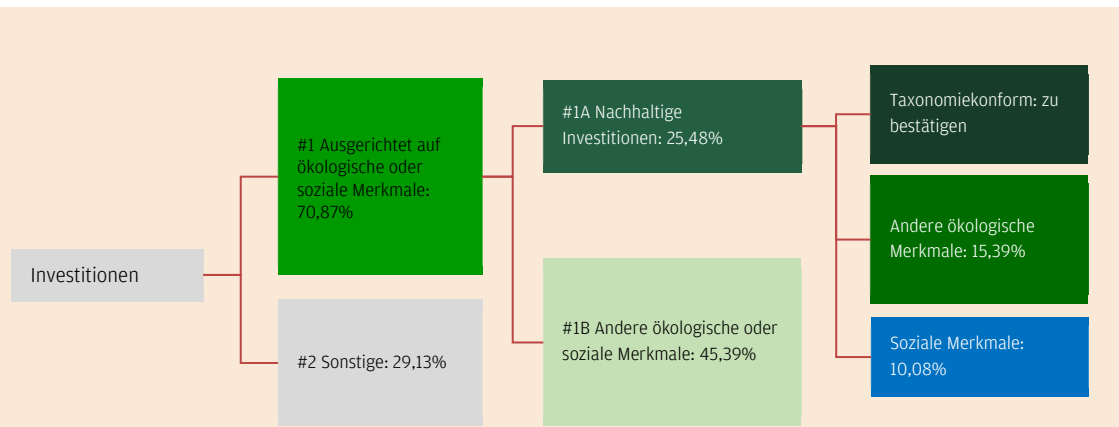 Investitionen
#1 Ausgerichtet auf
ökologische oder
soziale Merkmale:
70,87%
#2 Sonstige: 29,13%
#1A Nachhaltige
Investitionen: 25,48%
#1B Andere ökologische oder
soziale Merkmale: 45,39%
Taxonomiekonform: zu
bestätigen
Andere ökologische
Merkmale: 15,39%
Soziale Merkmale:
10,08%